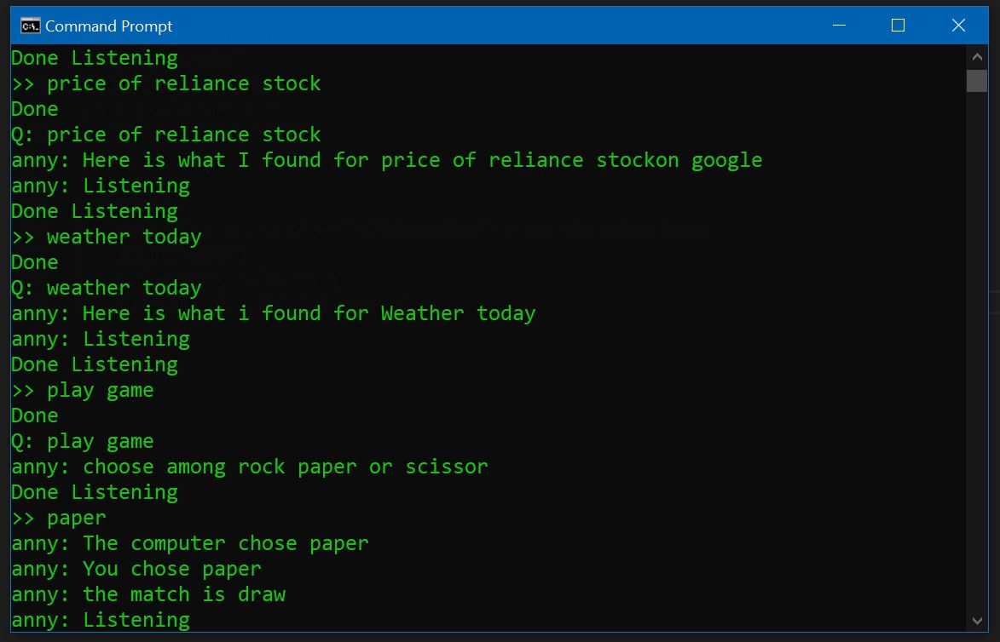 Command Prompt
Done Listening
>> price of reliance stock
Done
Q: price of reliance stock
anny: Here is what I found for price of reliance stockon google
anny: Listening
Done Listening
>> weather today
Done
Q: weather today
anny: Here is what i found for Weather today
anny: Listening
Done Listening
>> play game
Done
Q: play game
anny: choose among rock paper or scissor
Done Listening
>> paper
anny: The computer chose paper
anny: You chose paper
anny: the match is draw
anny: Listening